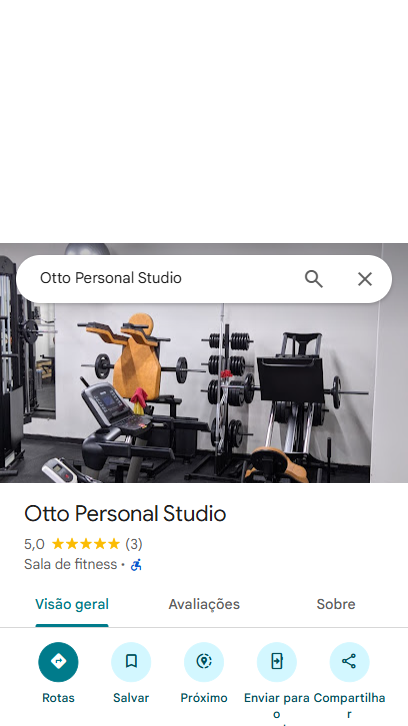 Otto Personal Studio
Otto Personal Studio
5,0 (3)
Sala de fitness ·
Visão geral Avaliações Sobre
Rotas Salvar Próximo Enviar para o Compartilhar